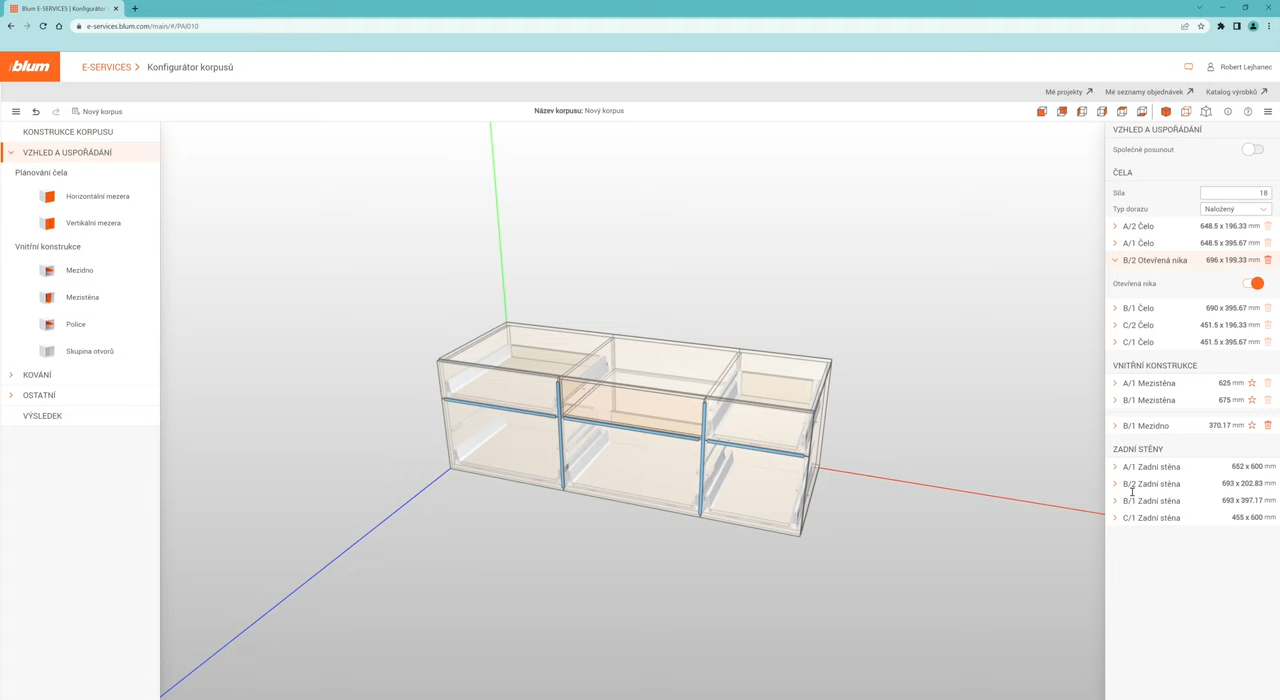 Blum E-SERVICES | Konfigurátor
e-services.blum.com/main/#/PAI010
blum
E-SERVICES
Konfigurátor korpusů
Robert Lejhanec
Mé projekty
Mé seznamy objednávek
Katalog výrobků
Nový korpus
Název korpusu: Nový korpus
KONSTRUKCE KORPUSU
VZHLED A USPOŘÁDÁNÍ
Plánování čela
Horizontální mezera
Vertikální mezera
Vnitřní konstrukce
Mezidno
Mezistěna
Police
Skupina otvorů
KOVÁNÍ
OSTATNÍ
VÝSLEDEK
VZHLED A USPOŘÁDÁNÍ
Společné posunout
ČELA
Síla 18
Typ dorazu Naložený
A/2 Čelo 648.5 x 196.33 mm
A/1 Čelo 648.5 x 395.67 mm
B/2 Otevřená nika 696 x 199.33 mm
Otevřená nika
B/1 Čelo 690 x 395.67 mm
C/2 Čelo 451.5 x 196.33 mm
C/1 Čelo 451.5 x 395.67 mm
VNITŘNÍ KONSTRUKCE
A/1 Mezistěna 625 mm
B/1 Mezistěna 675 mm
B/1 Mezidno 370.17 mm
ZADNÍ STĚNY
A/1 Zadní stěna 652 x 600 mm
B/2 Zadní stěna 693 x 202.83 mm
B/1 Zadní stěna 693 x 397.17 mm
C/1 Zadní stěna 455 x 600 mm